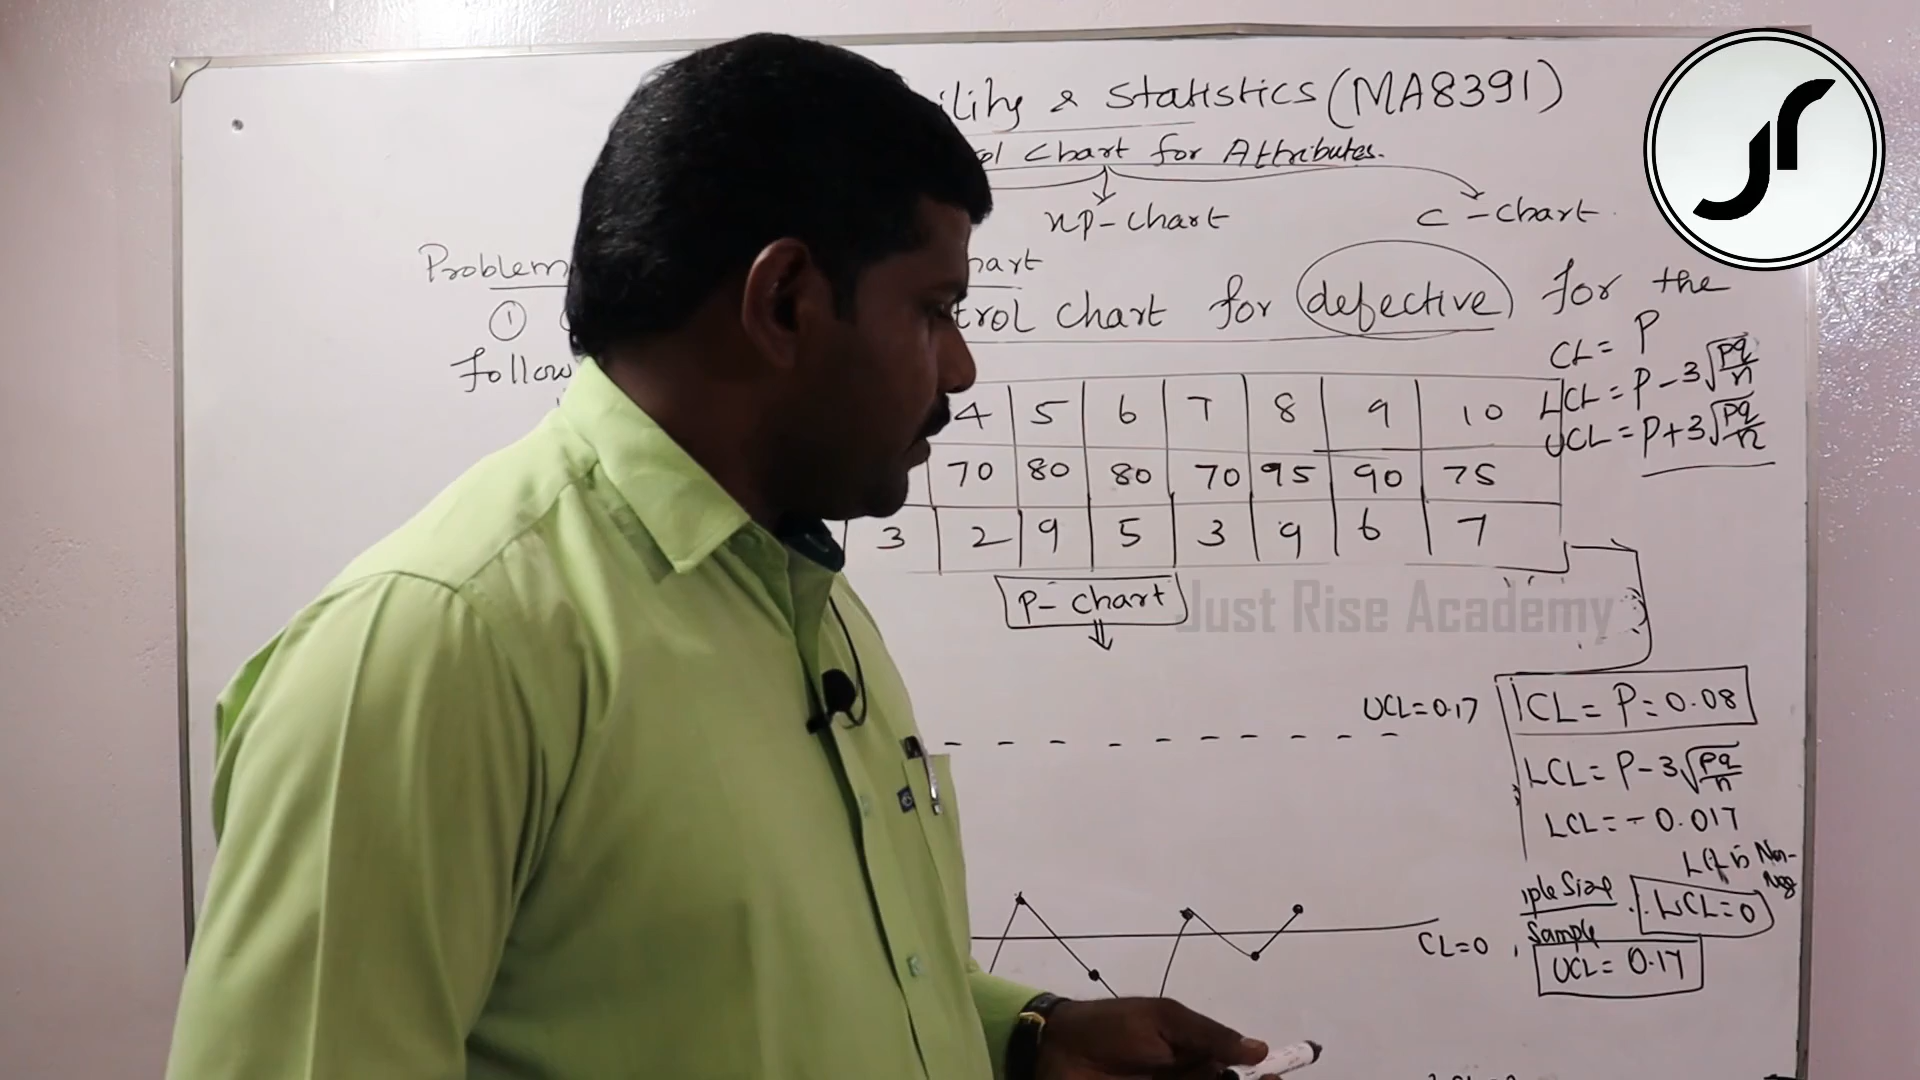 ility & Statistics (MA8391)
ol Chart for Attributes.
np-chart c-chart
Problem hart
① trol chart for defective for the
follow
CL = P
LCL = P-3√pq/n
UCL = P+3√pq/n
4 5 6 7 8 9 10
70 80 80 70 95 90 75
3 2 9 5 3 9 6 7
P-chart
Just Rise Academy
UCL=0.17
CL = P = 0.08
LCL = P-3√pq/n
LCL = -0.017
LCL is Non-
Neg
iple Size
∴ LCL=0
Sample
CL=0
UCL = 0.17